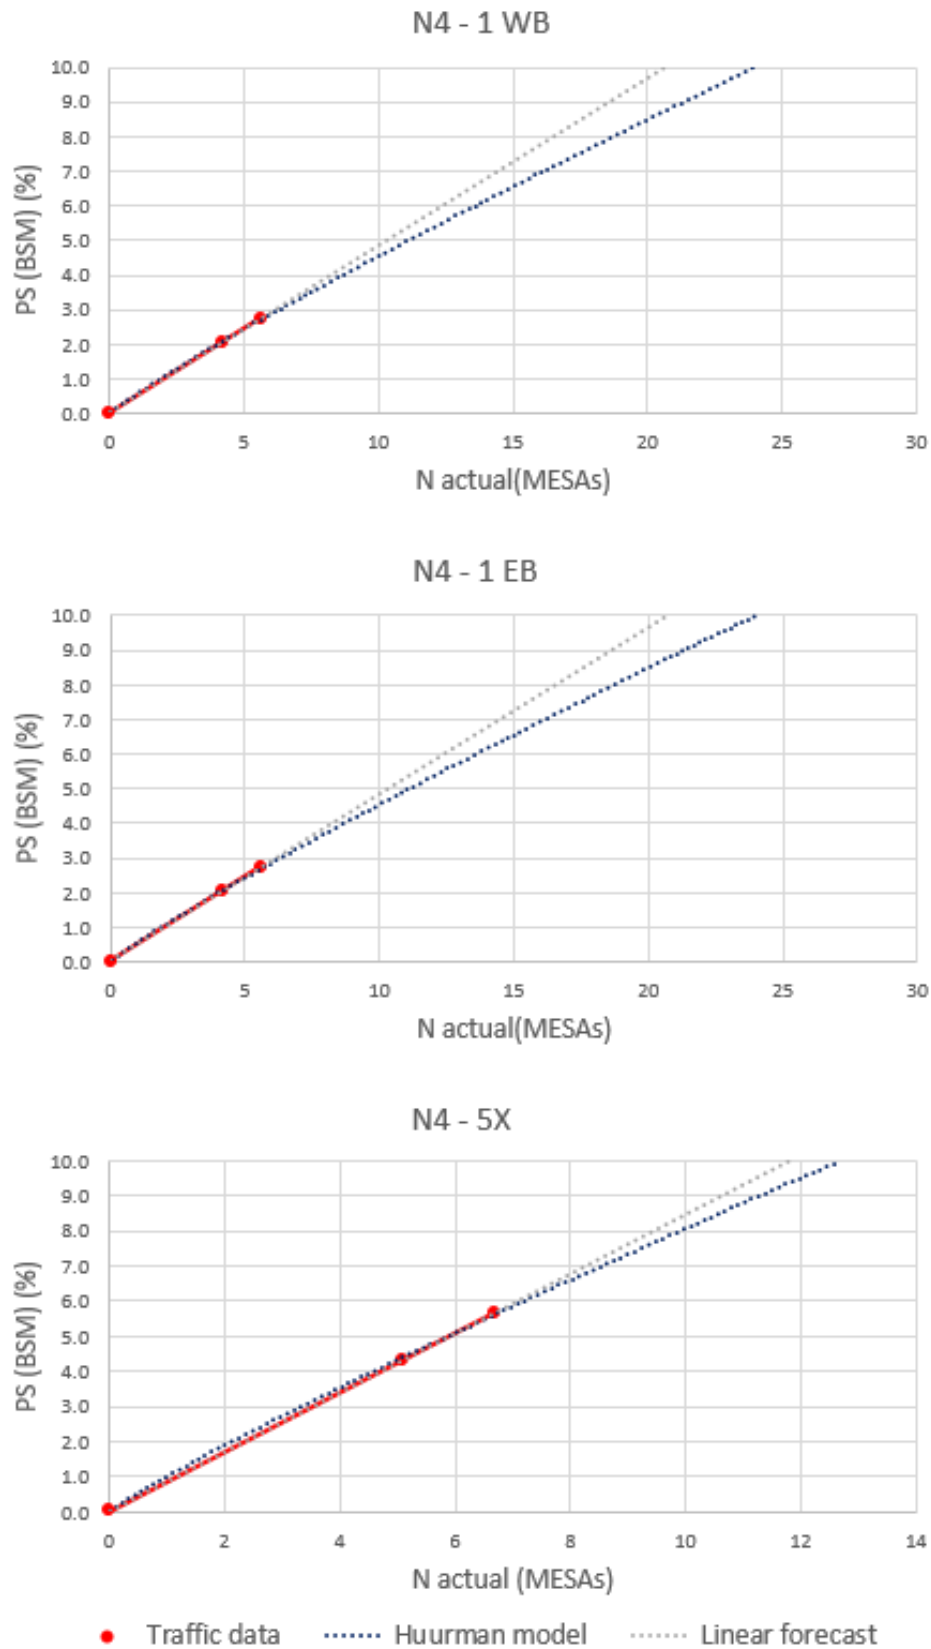 N4 - 1 WB
PS (BSM) (%)
10.0
9.0
8.0
7.0
6.0
5.0
4.0
3.0
2.0
1.0
0.0
0 5 10 15 20 25 30
N actual(MESAs)
N4 - 1 EB
PS (BSM) (%)
10.0
9.0
8.0
7.0
6.0
5.0
4.0
3.0
2.0
1.0
0.0
0 5 10 15 20 25 30
N actual(MESAs)
N4 - 5X
PS (BSM) (%)
10.0
9.0
8.0
7.0
6.0
5.0
4.0
3.0
2.0
1.0
0.0
0 2 4 6 8 10 12 14
N actual (MESAs)
Traffic data Huurman model Linear forecast